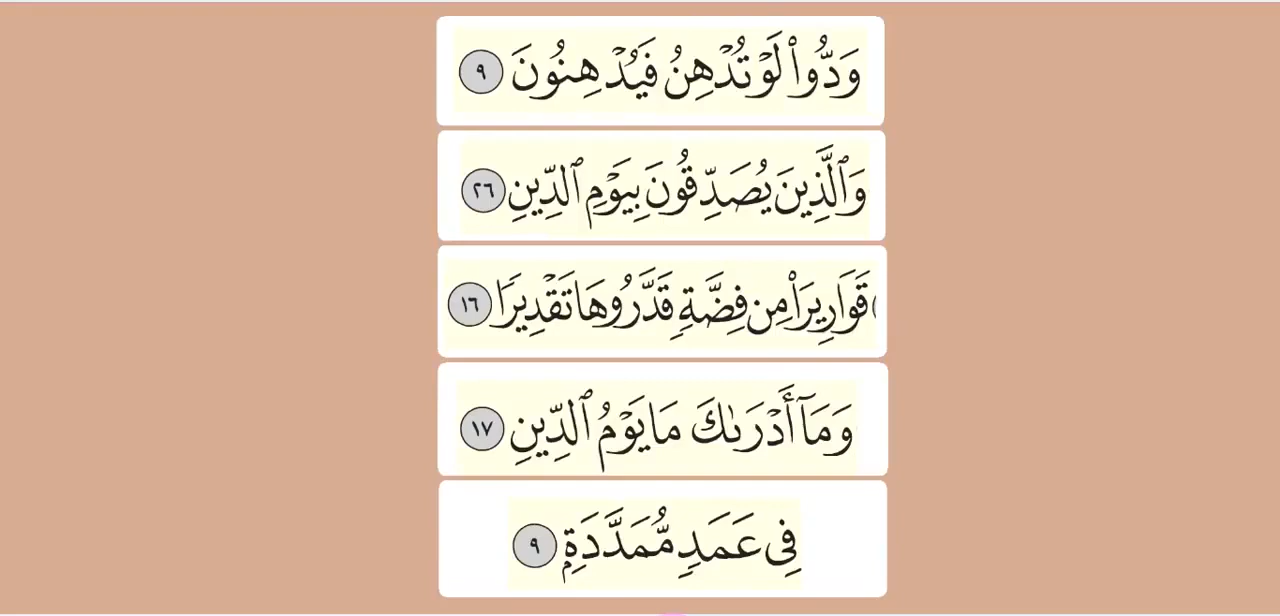 وَدُّوا۟ لَوْ تُدْهِنُ فَيُدْهِنُونَ ٩
وَٱلَّذِينَ يُصَدِّقُونَ بِيَوْمِ ٱلدِّينِ ٢٦
قَوَارِيرَا۟ مِن فِضَّةٍ قَدَّرُوهَا تَقْدِيرًا ١٦
وَمَآ أَدْرَىٰكَ مَا يَوْمُ ٱلدِّينِ ١٧
فِى عَمَدٍ مُّمَدَّدَةٍۭ ٩